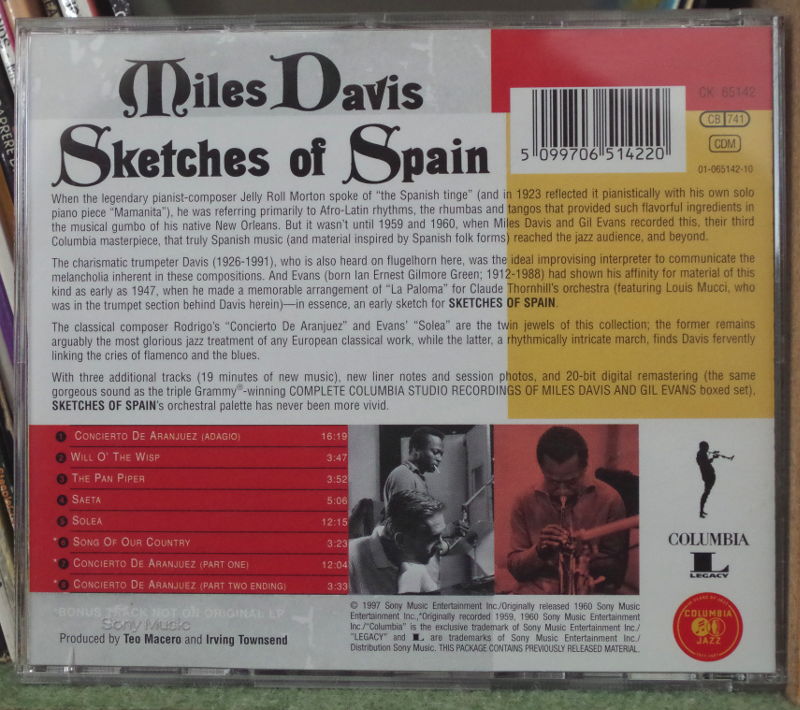 Miles Davis
Sketches of Spain
CK 65142
CB 741
CDM
01-065142-10
5 099706 514220
When the legendary pianist-composer Jelly Roll Morton spoke of "the Spanish tinge" (and in 1923 reflected it pianistically with his own solo
piano piece "Mamanita"), he was referring primarily to Afro-Latin rhythms, the rhumbas and tangos that provided such flavorful ingredients in
the musical gumbo of his native New Orleans. But it wasn't until 1959 and 1960, when Miles Davis and Gil Evans recorded this, their third
Columbia masterpiece, that truly Spanish music (and material inspired by Spanish folk forms) reached the jazz audience, and beyond.
The charismatic trumpeter Davis (1926-1991), who is also heard on flugelhorn here, was the ideal improvising interpreter to communicate the
melancholia inherent in these compositions. And Evans (born Ian Ernest Gilmore Green; 1912-1988) had shown his affinity for material of this
kind as early as 1947, when he made a memorable arrangement of "La Paloma" for Claude Thornhill's orchestra (featuring Louis Mucci, who
was in the trumpet section behind Davis herein)—in essence, an early sketch for SKETCHES OF SPAIN.
The classical composer Rodrigo's "Concierto De Aranjuez" and Evans' "Solea" are the twin jewels of this collection; the former remains
arguably the most glorious jazz treatment of any European classical work, while the latter, a rhythmically intricate march, finds Davis fervently
linking the cries of flamenco and the blues.
With three additional tracks (19 minutes of new music), new liner notes and session photos, and 20-bit digital remastering (the same
gorgeous sound as the triple Grammy®-winning COMPLETE COLUMBIA STUDIO RECORDINGS OF MILES DAVIS AND GIL EVANS boxed set),
SKETCHES OF SPAIN's orchestral palette has never been more vivid.
1 CONCIERTO DE ARANJUEZ (ADAGIO) 16:19
2 WILL O' THE WISP 3:47
3 THE PAN PIPER 3:52
4 SAETA 5:06
5 SOLEA 12:15
*6 SONG OF OUR COUNTRY 3:23
*7 CONCIERTO DE ARANJUEZ (PART ONE) 12:04
*8 CONCIERTO DE ARANJUEZ (PART TWO ENDING) 3:33
*BONUS TRACK NOT ON ORIGINAL LP
Sony Music
Produced by Teo Macero and Irving Townsend
© 1997 Sony Music Entertainment Inc./Originally released 1960 Sony Music
Entertainment Inc.,*Originally recorded 1959, 1960 Sony Music Entertainment
Inc./"Columbia" is the exclusive trademark of Sony Music Entertainment Inc./
"LEGACY" and L are trademarks of Sony Music Entertainment Inc./
Distribution Sony Music. THIS PACKAGE CONTAINS PREVIOUSLY RELEASED MATERIAL.
COLUMBIA
L
LEGACY
COLUMBIA
JAZZ